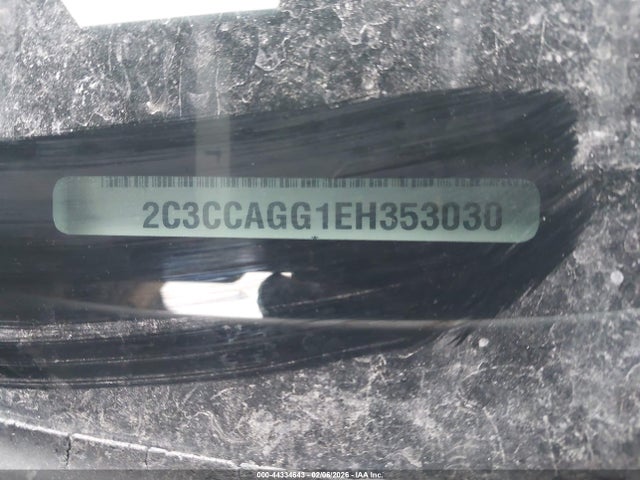 2C3CCAGG1EH353030
*
000-44334643 - 02/06/2026 - IAA Inc.